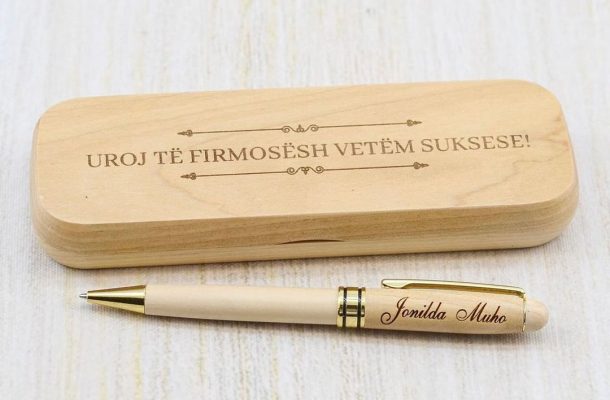 UROJ TË FIRMOSËSH VETËM SUKSESE!
Jonilda Muho